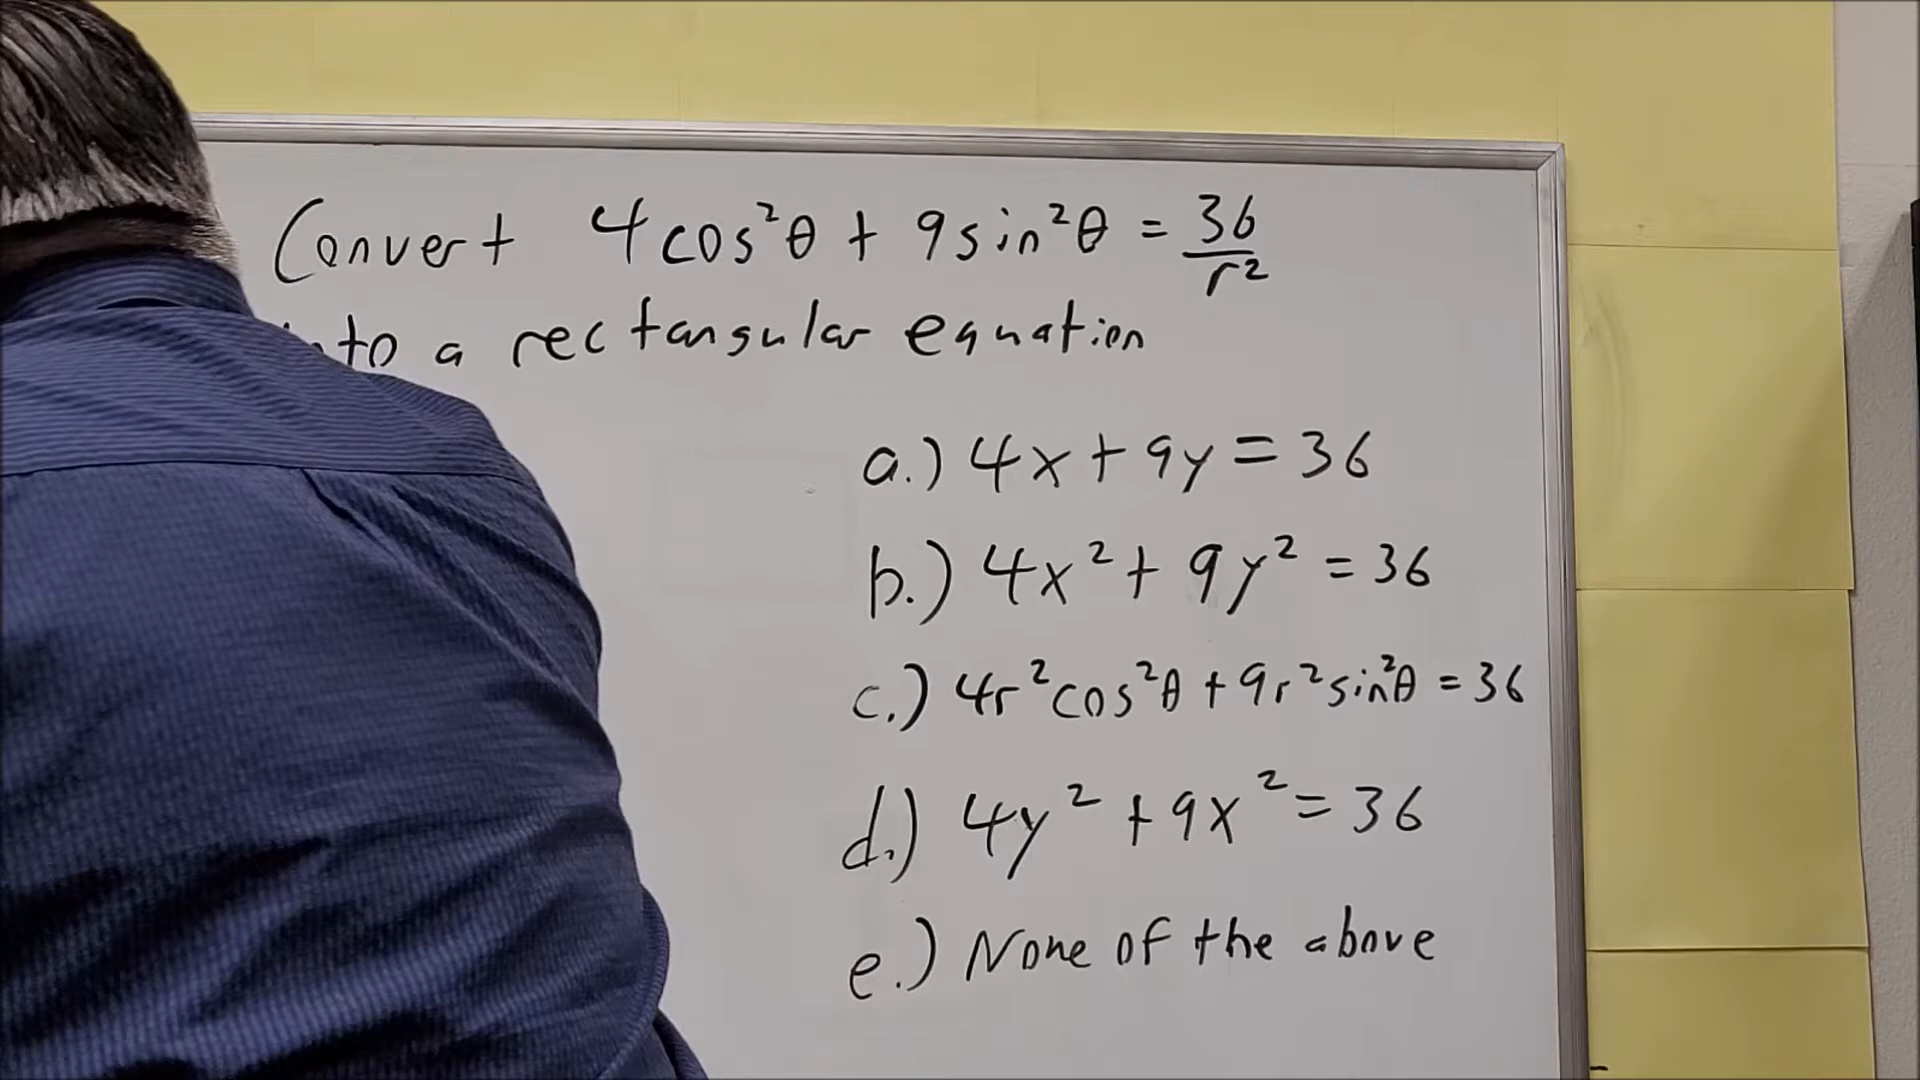 Convert 4cos²θ + 9sin²θ = 36/r²
to a rectangular equation
a.) 4x + 9y = 36
b.) 4x² + 9y² = 36
c.) 4r²cos²θ + 9r²sin²θ = 36
d.) 4y² + 9x² = 36
e.) None of the above